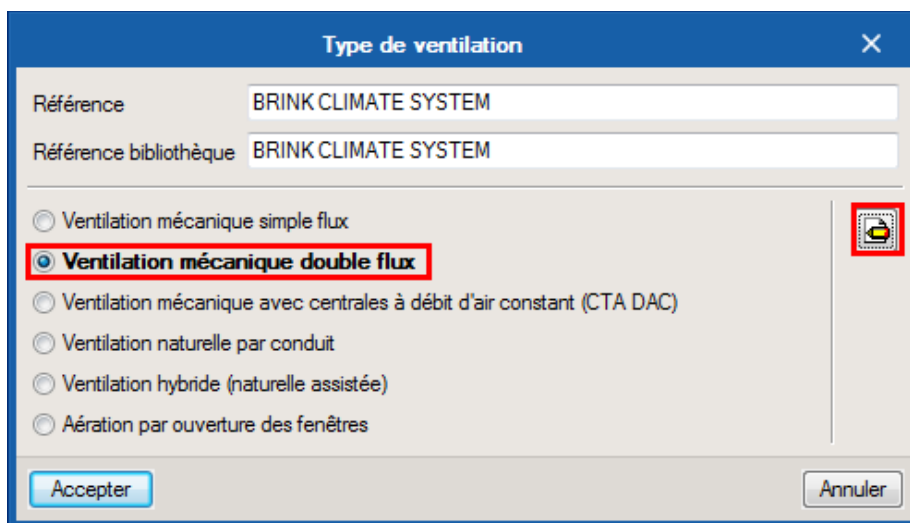 Type de ventilation
Référence BRINK CLIMATE SYSTEM
Référence bibliothèque BRINK CLIMATE SYSTEM
Ventilation mécanique simple flux
Ventilation mécanique double flux
Ventilation mécanique avec centrales à débit d'air constant (CTA DAC)
Ventilation naturelle par conduit
Ventilation hybride (naturelle assistée)
Aération par ouverture des fenêtres
Accepter Annuler